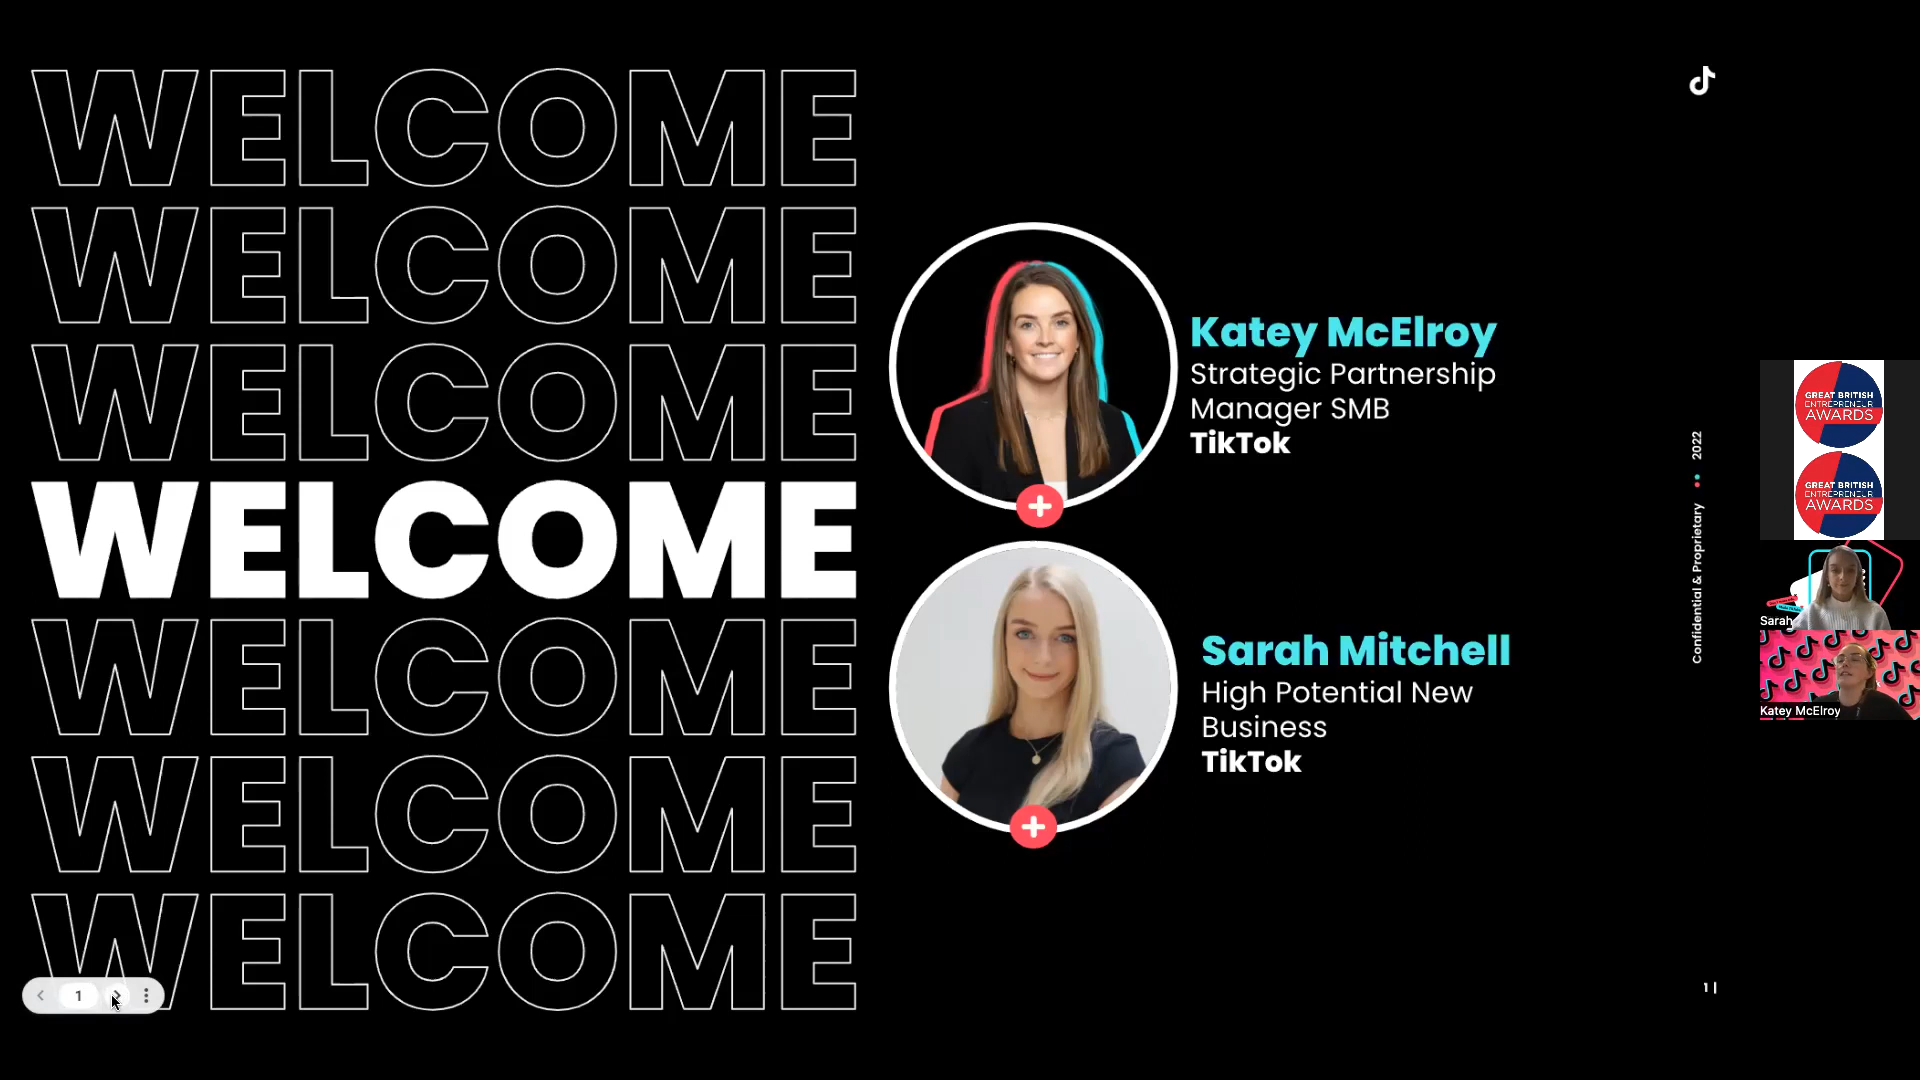 WELCOME
WELCOME
WELCOME
WELCOME
WELCOME
WELCOME
WELCOME
Katey McElroy
Strategic Partnership
Manager SMB
TikTok
Sarah Mitchell
High Potential New
Business
TikTok
Confidential & Proprietary
2022
GREAT BRITISH
ENTREPRENEUR
AWARDS
GREAT BRITISH
ENTREPRENEUR
AWARDS
Sarah
Katey McElroy
1